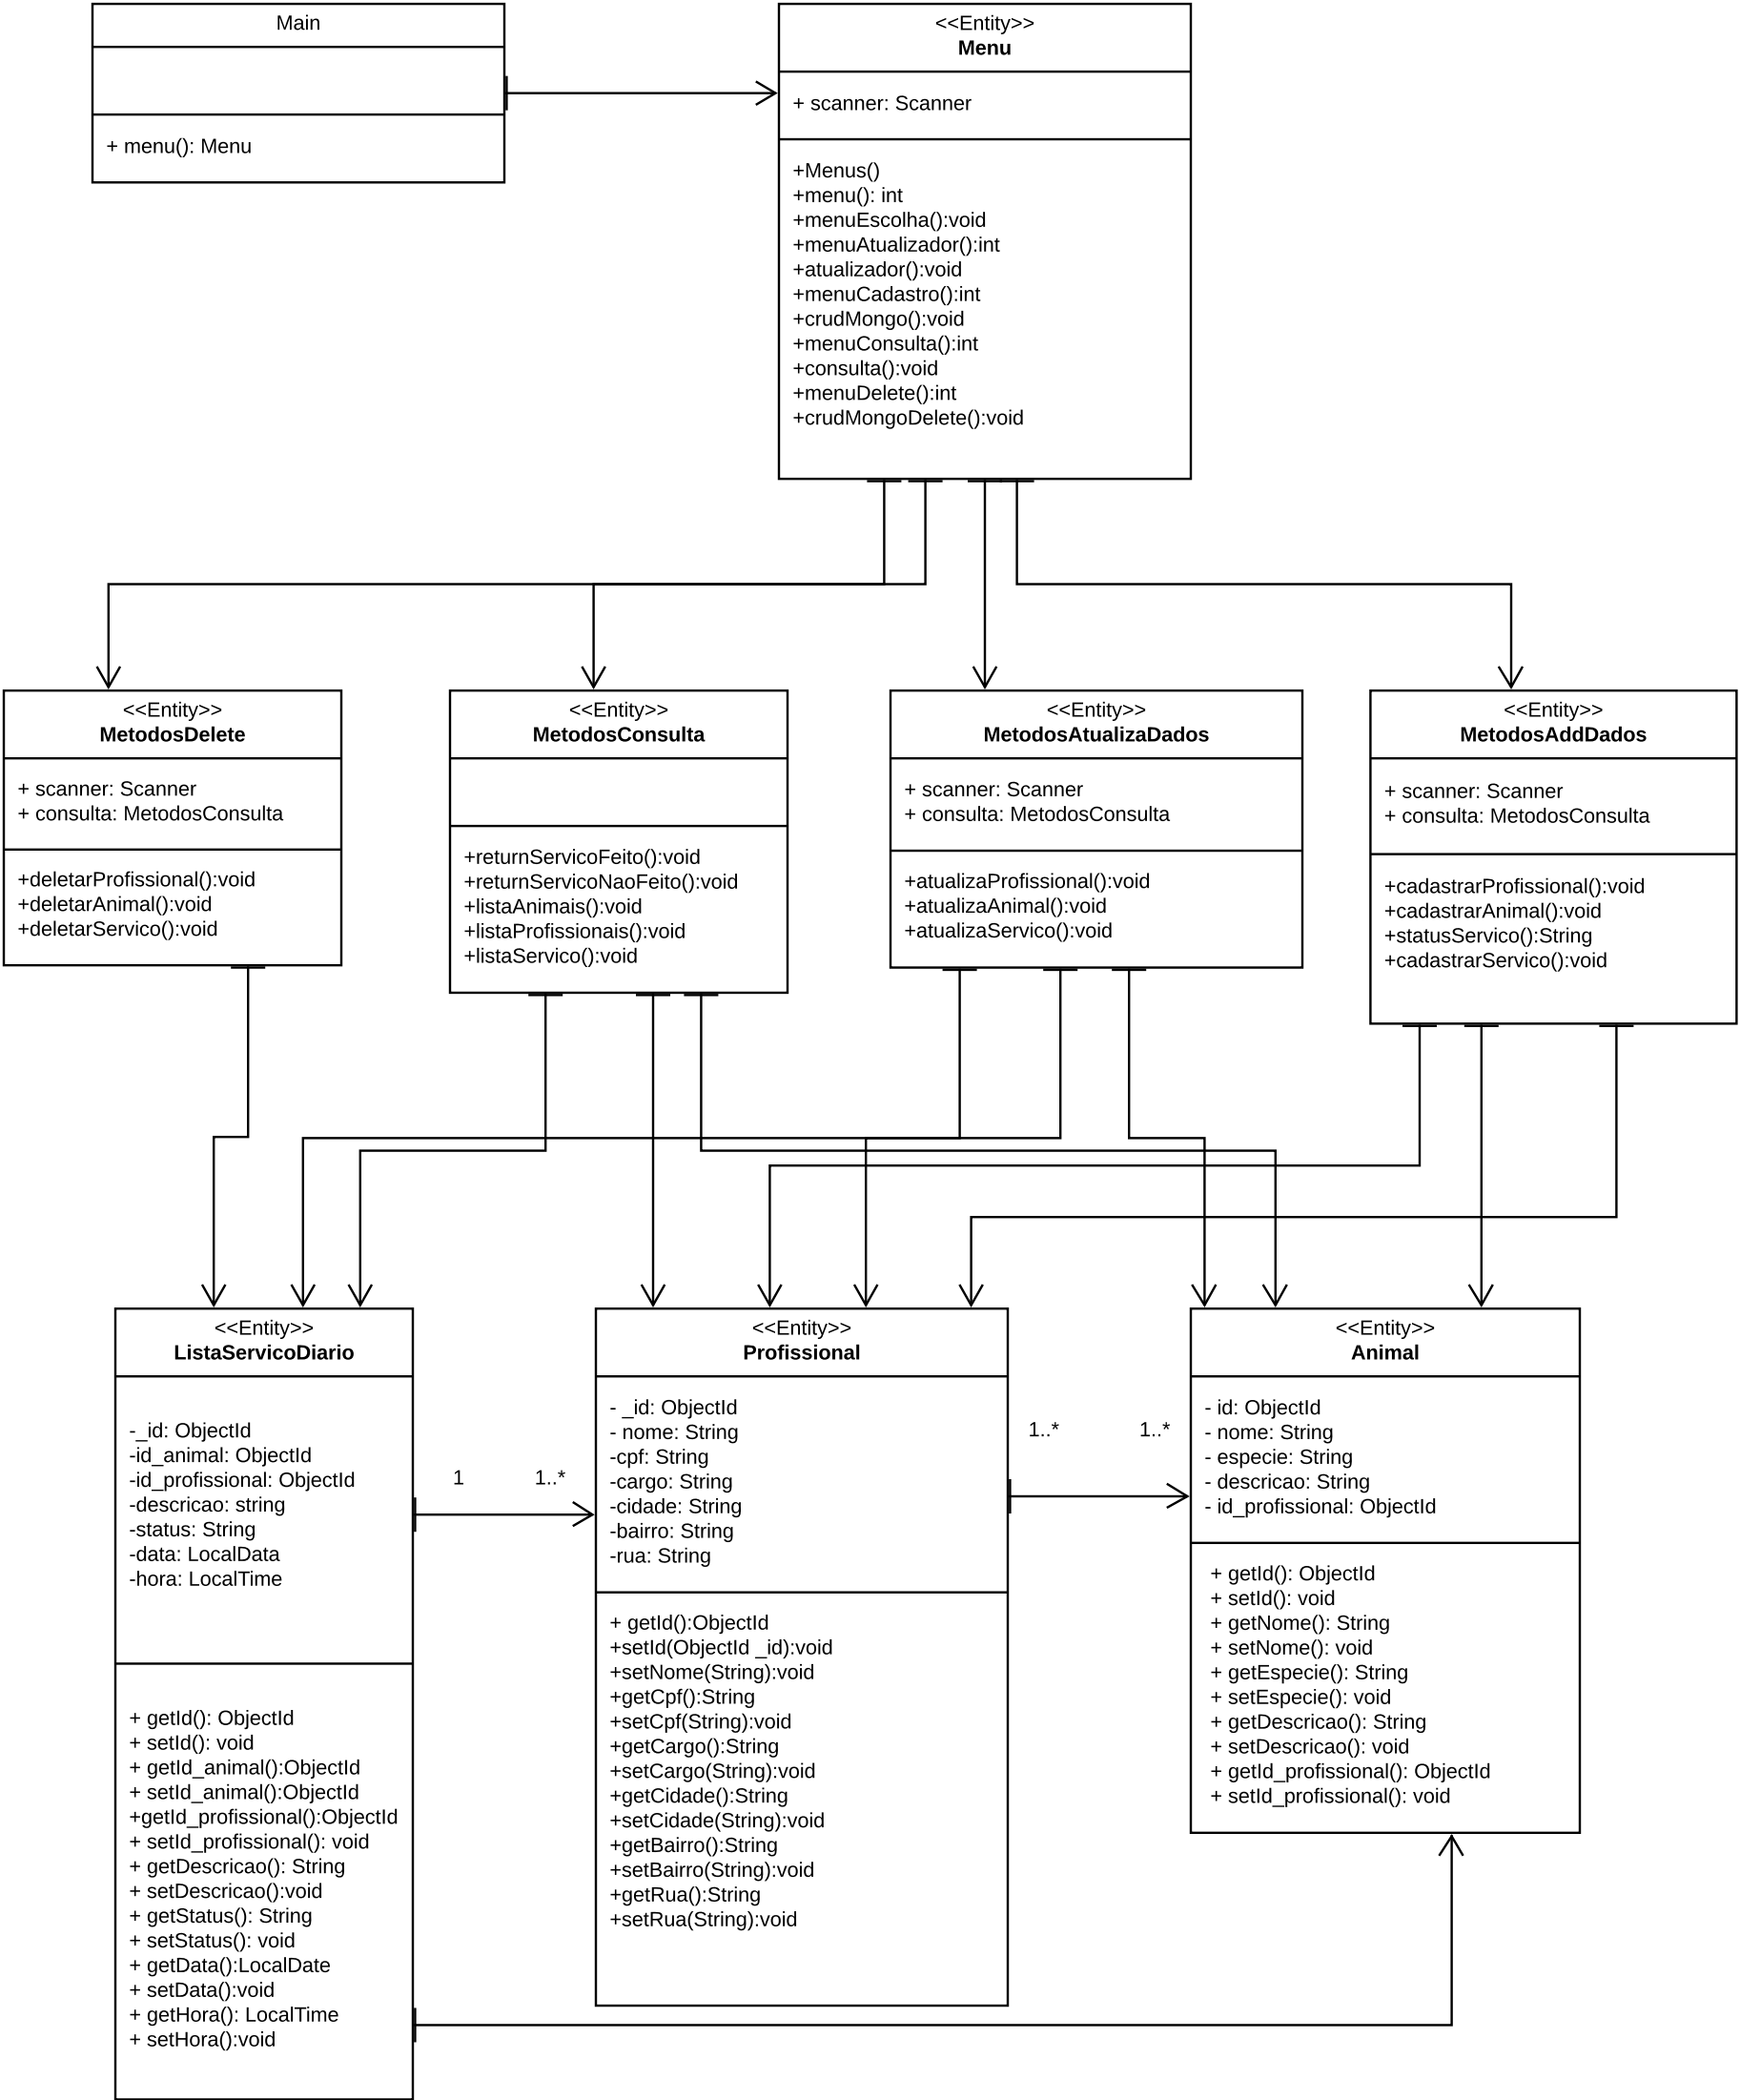 Main
+ menu(): Menu
<<Entity>>
Menu
+ scanner: Scanner
+Menus()
+menu(): int
+menuEscolha():void
+menuAtualizador():int
+atualizador():void
+menuCadastro():int
+crudMongo():void
+menuConsulta():int
+consulta():void
+menuDelete():int
+crudMongoDelete():void
<<Entity>>
MetodosDelete
+ scanner: Scanner
+ consulta: MetodosConsulta
+deletarProfissional():void
+deletarAnimal():void
+deletarServico():void
<<Entity>>
MetodosConsulta
+returnServicoFeito():void
+returnServicoNaoFeito():void
+listaAnimais():void
+listaProfissionais():void
+listaServico():void
<<Entity>>
MetodosAtualizaDados
+ scanner: Scanner
+ consulta: MetodosConsulta
+atualizaProfissional():void
+atualizaAnimal():void
+atualizaServico():void
<<Entity>>
MetodosAddDados
+ scanner: Scanner
+ consulta: MetodosConsulta
+cadastrarProfissional():void
+cadastrarAnimal():void
+statusServico():String
+cadastrarServico():void
<<Entity>>
ListaServicoDiario
-_id: ObjectId
-id_animal: ObjectId
-id_profissional: ObjectId
-descricao: string
-status: String
-data: LocalData
-hora: LocalTime
+ getId(): ObjectId
+ setId(): void
+ getId_animal():ObjectId
+ setId_animal():ObjectId
+getId_profissional():ObjectId
+ setId_profissional(): void
+ getDescricao(): String
+ setDescricao():void
+ getStatus(): String
+ setStatus(): void
+ getData():LocalDate
+ setData():void
+ getHora(): LocalTime
+ setHora():void
1
1..*
<<Entity>>
Profissional
- _id: ObjectId
- nome: String
-cpf: String
-cargo: String
-cidade: String
-bairro: String
-rua: String
+ getId():ObjectId
+setId(ObjectId _id):void
+setNome(String):void
+getCpf():String
+setCpf(String):void
+getCargo():String
+setCargo(String):void
+getCidade():String
+setCidade(String):void
+getBairro():String
+setBairro(String):void
+getRua():String
+setRua(String):void
1..*
1..*
<<Entity>>
Animal
- id: ObjectId
- nome: String
- especie: String
- descricao: String
- id_profissional: ObjectId
+ getId(): ObjectId
+ setId(): void
+ getNome(): String
+ setNome(): void
+ getEspecie(): String
+ setEspecie(): void
+ getDescricao(): String
+ setDescricao(): void
+ getId_profissional(): ObjectId
+ setId_profissional(): void